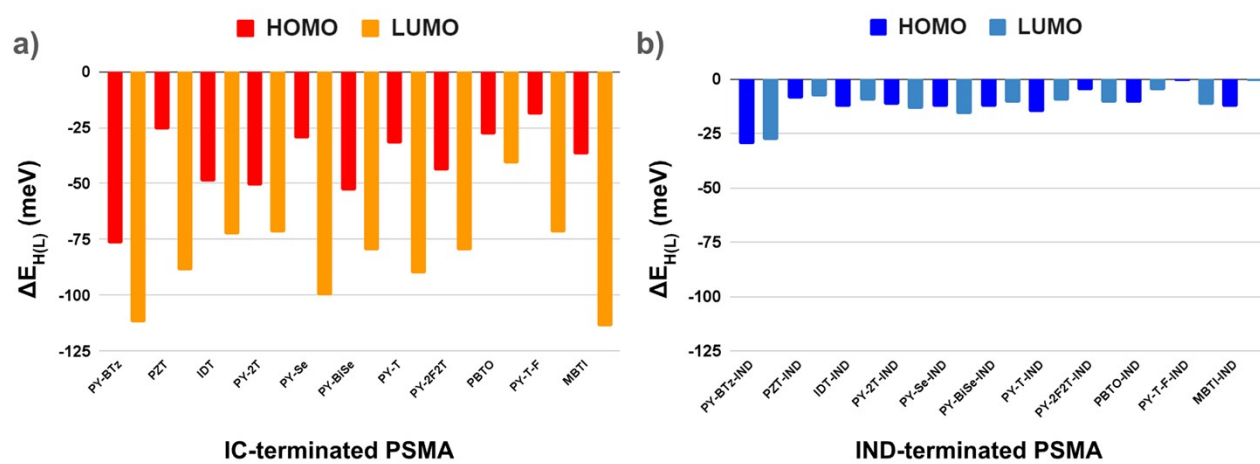 a)
HOMO LUMO
0
-25
-50
-75
-100
-125
ΔE_H(L) (meV)
PY-BTz
PZT
IDT
PY-2T
PY-Se
PY-BiSe
PY-T
PY-2F2T
PBTO
PY-T-F
MBTI
IC-terminated PSMA
b)
HOMO LUMO
0
-25
-50
-75
-100
-125
ΔE_H(L) (meV)
PY-BTz-IND
PZT-IND
IDT-IND
PY-2T-IND
PY-Se-IND
PY-BiSe-IND
PY-T-IND
PY-2F2T-IND
PBTO-IND
PY-T-F-IND
MBTI-IND
IND-terminated PSMA